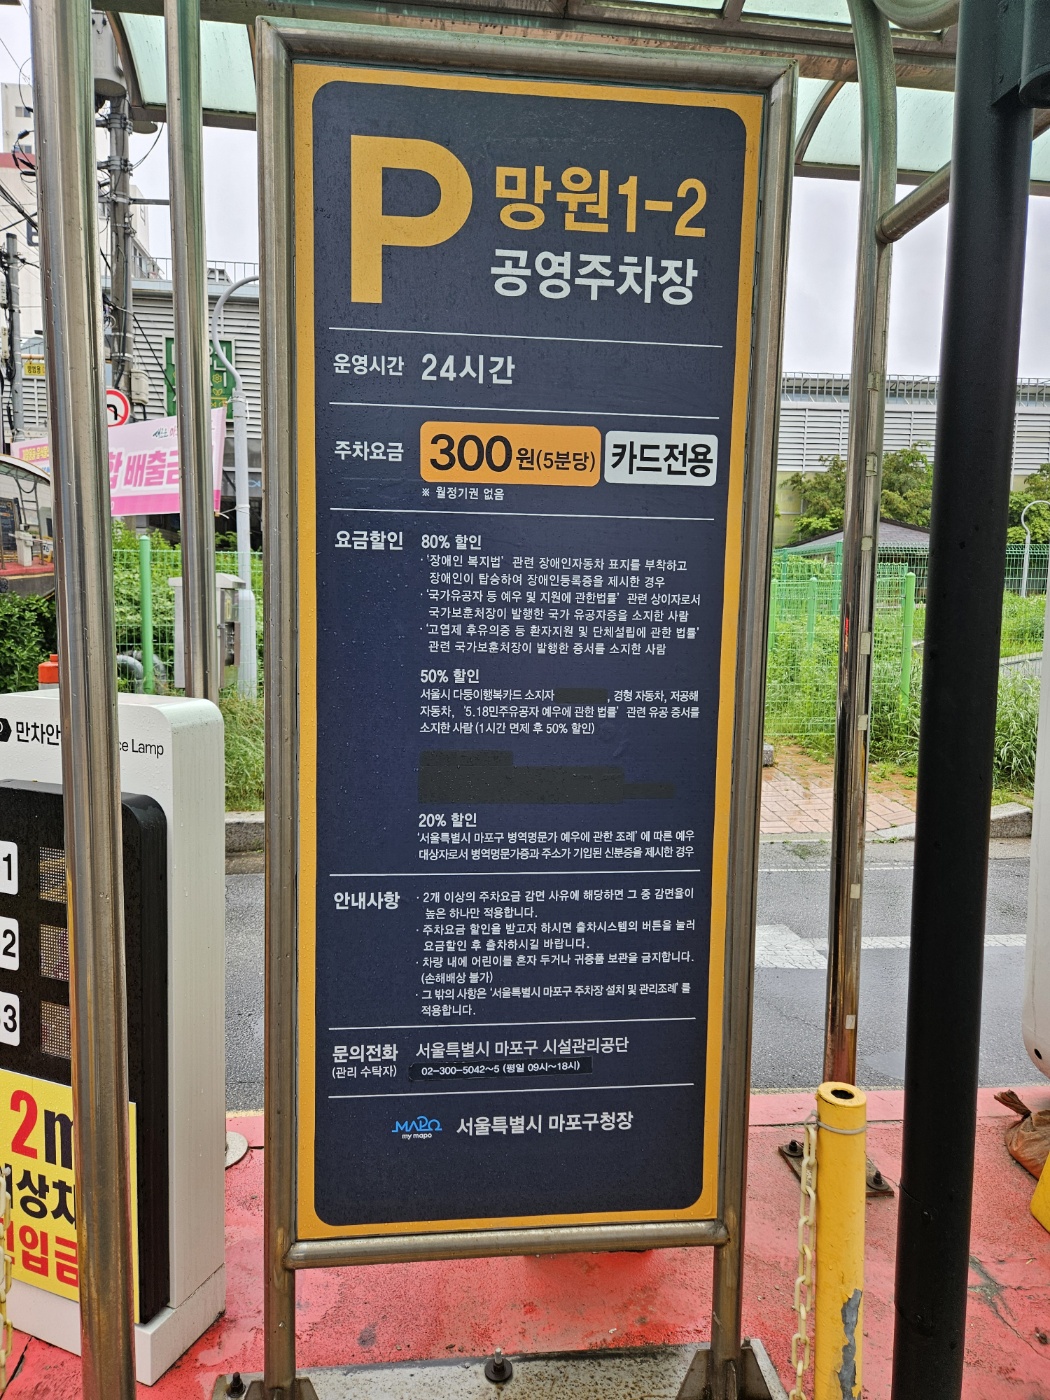 P
망원1-2
공영주차장
운영시간 24시간
주차요금 300원(5분당) 카드전용
※ 월정기권 없음
요금할인 80% 할인
· '장애인 복지법' 관련 장애인자동차 표지를 부착하고
장애인이 탑승하여 장애인등록증을 제시한 경우
· '국가유공자 등 예우 및 지원에 관한법률' 관련 상이자로서
국가보훈처장이 발행한 국가 유공자증을 소지한 사람
· '고엽제 후유의증 등 환자지원 및 단체설립에 관한 법률'
관련 국가보훈처장이 발행한 증서를 소지한 사람
50% 할인
서울시 다둥이행복카드 소지자 , 경형 자동차, 저공해
자동차, '5.18민주유공자 예우에 관한 법률' 관련 유공 증서를
소지한 사람 (1시간 면제 후 50% 할인)
20% 할인
'서울특별시 마포구 병역명문가 예우에 관한 조례' 에 따른 예우
대상자로서 병역명문가증과 주소가 기입된 신분증을 제시한 경우
안내사항 · 2개 이상의 주차요금 감면 사유에 해당하면 그 중 감면율이
높은 하나만 적용합니다.
· 주차요금 할인을 받고자 하시면 출차시스템의 버튼을 눌러
요금할인 후 출차하시길 바랍니다.
· 차량 내에 어린이를 혼자 두거나 귀중품 보관을 금지합니다.
(손해배상 불가)
· 그 밖의 사항은 '서울특별시 마포구 주차장 설치 및 관리조례' 를
적용합니다.
문의전화 서울특별시 마포구 시설관리공단
(관리 수탁자) 02-300-5042~5 (평일 09시~18시)
MAPO
my mapo
서울특별시 마포구청장
배출금
만차안
ce Lamp
1
2
3
2m
상차
입금